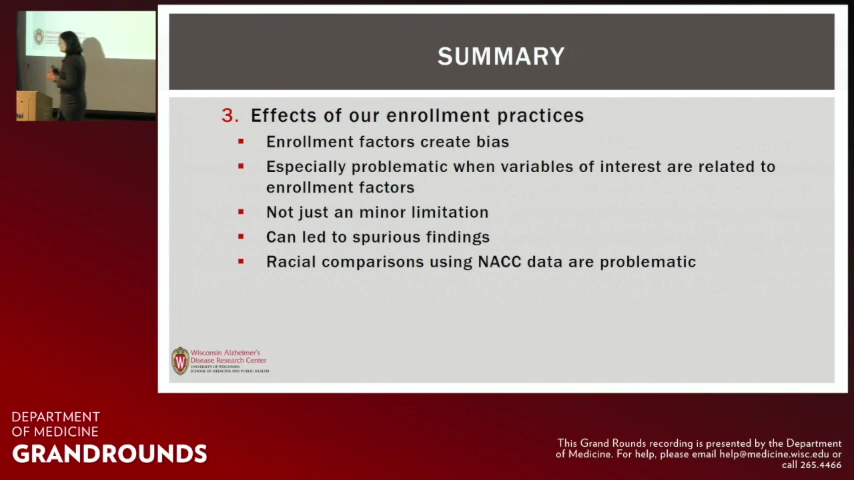 SUMMARY
3. Effects of our enrollment practices
Enrollment factors create bias
Especially problematic when variables of interest are related to
enrollment factors
Not just an minor limitation
Can led to spurious findings
Racial comparisons using NACC data are problematic
Wisconsin Alzheimer's
Disease Research Center
UNIVERSITY OF WISCONSIN
SCHOOL OF MEDICINE AND PUBLIC HEALTH
DEPARTMENT
OF MEDICINE
GRANDROUNDS
This Grand Rounds recording is presented by the Department
of Medicine. For help, please email help@medicine.wisc.edu or
call 265.4466